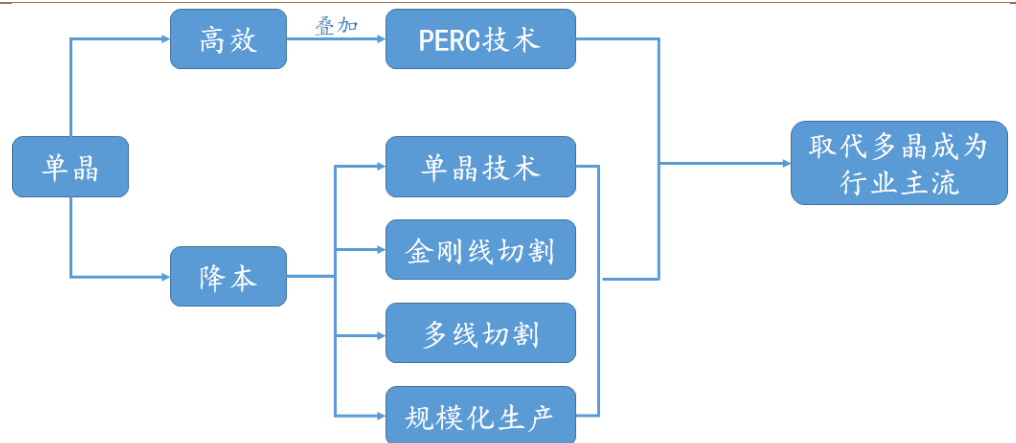 高效
叠加
PERC技术
单晶
单晶技术
取代多晶成为
行业主流
金刚线切割
降本
多线切割
规模化生产